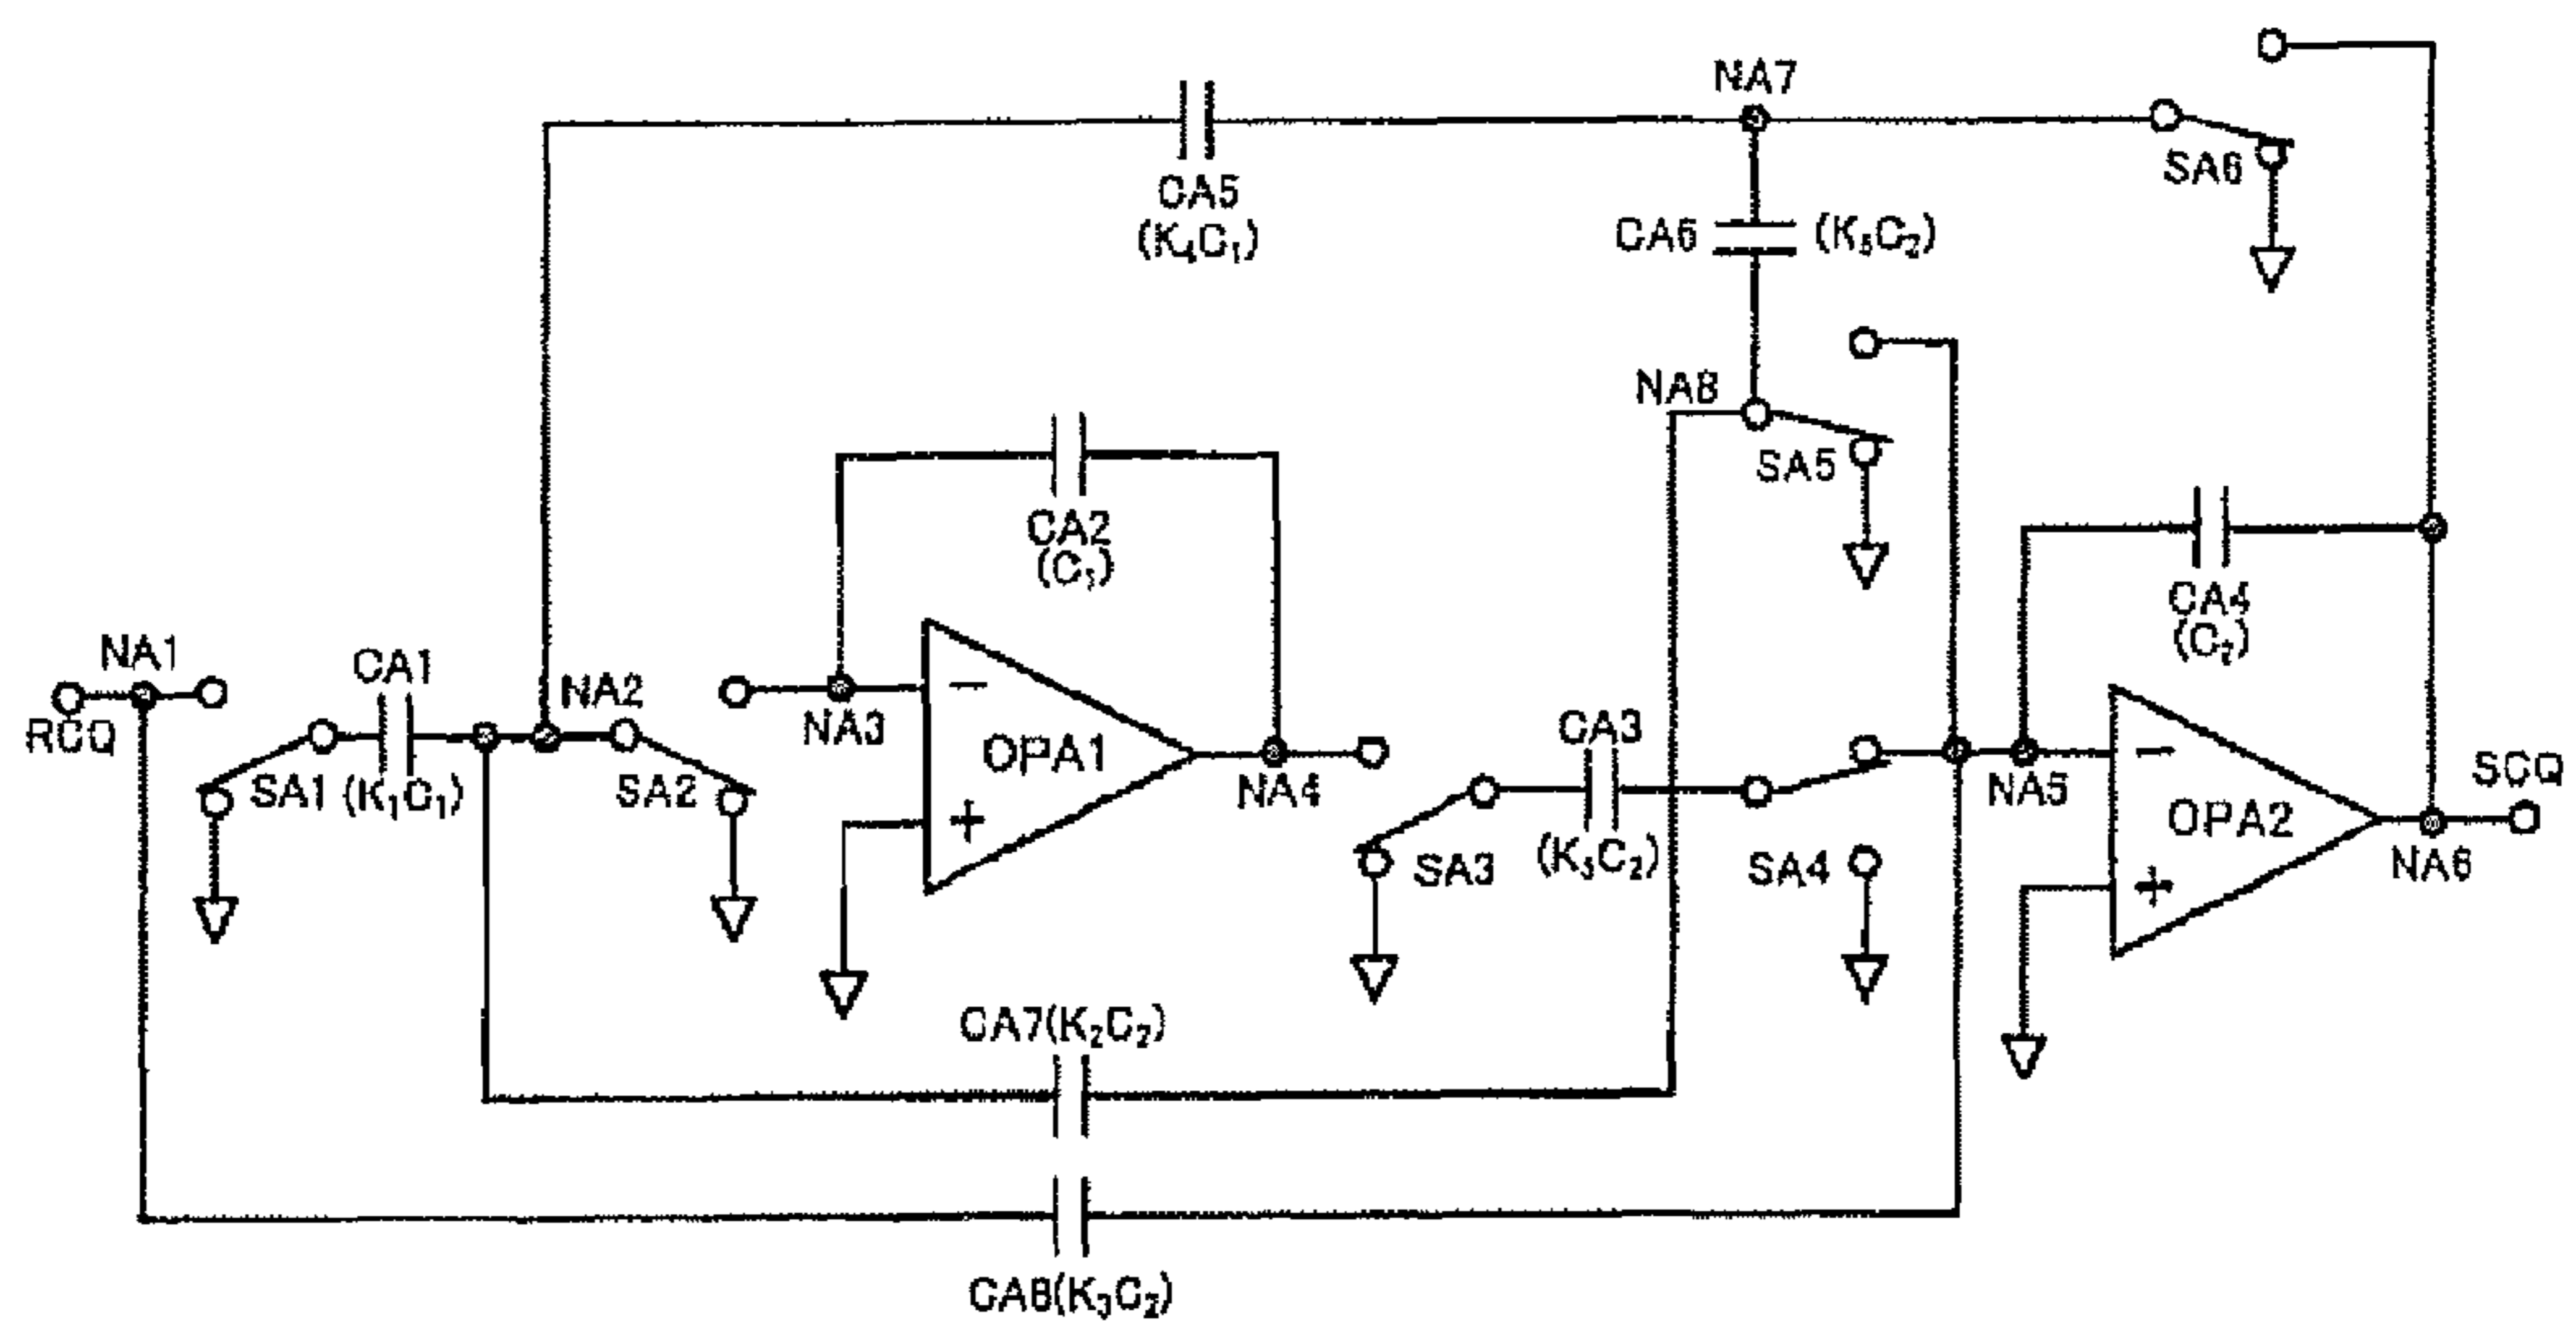 NA7
SA6
CA5
(K₄C₁)
CA6 (K₅C₂)
NA8
SA5
CA2
(C₁)
CA4
(C₂)
NA1
RCQ
CA1
NA2
SA1 (K₁C₁)
SA2
NA3
−
+
OPA1
NA4
CA3
SA3 (K₃C₂)
SA4
NA5
−
+
OPA2
SCQ
NA6
CA7(K₂C₂)
CA8(K₃C₂)